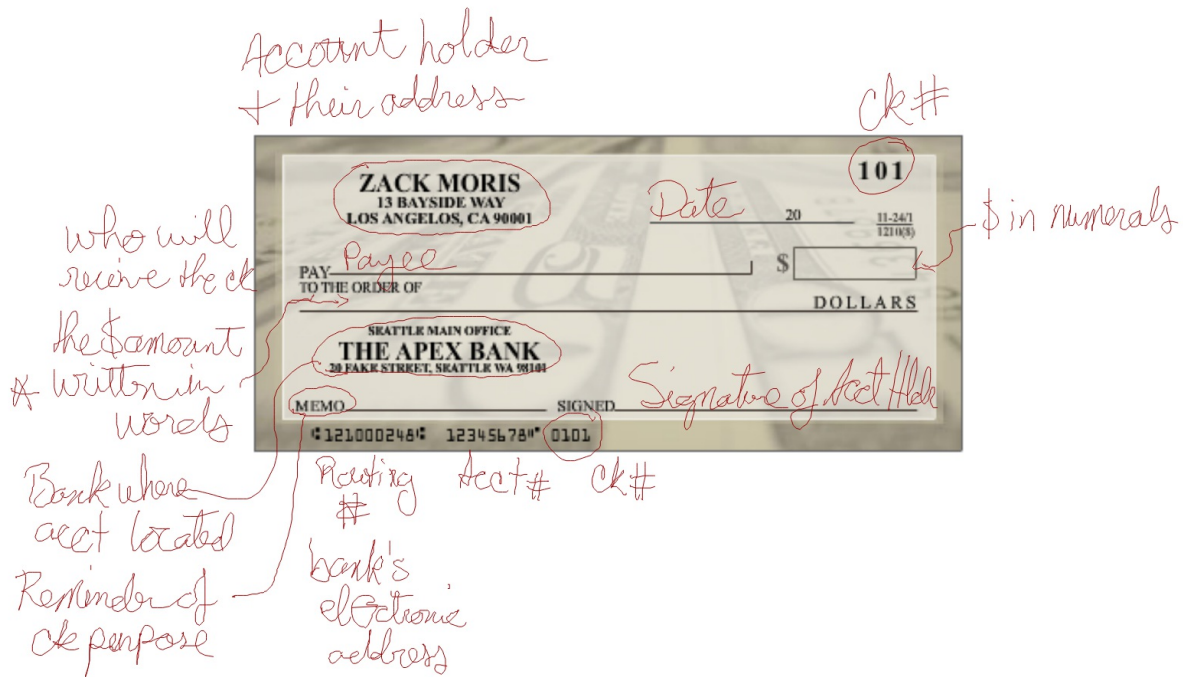 Account holder
+ their address
ck#
ZACK MORIS
13 BAYSIDE WAY
LOS ANGELOS, CA 90001
101
Date 20
11-24/1
1210(8)
$ in numerals
who will
receive the ck
PAY Payee $
TO THE ORDER OF
DOLLARS
the $ amount
* written in
words
SEATTLE MAIN OFFICE
THE APEX BANK
20 FAKE STREET, SEATTLE WA 98101
MEMO SIGNED Signature of Acct Hldr
⑆121000248⑆ 12345678⑈ 0101
Bank where
acct located
Routing
#
Acct #
ck#
Reminder of
ck purpose
bank's
electronic
address